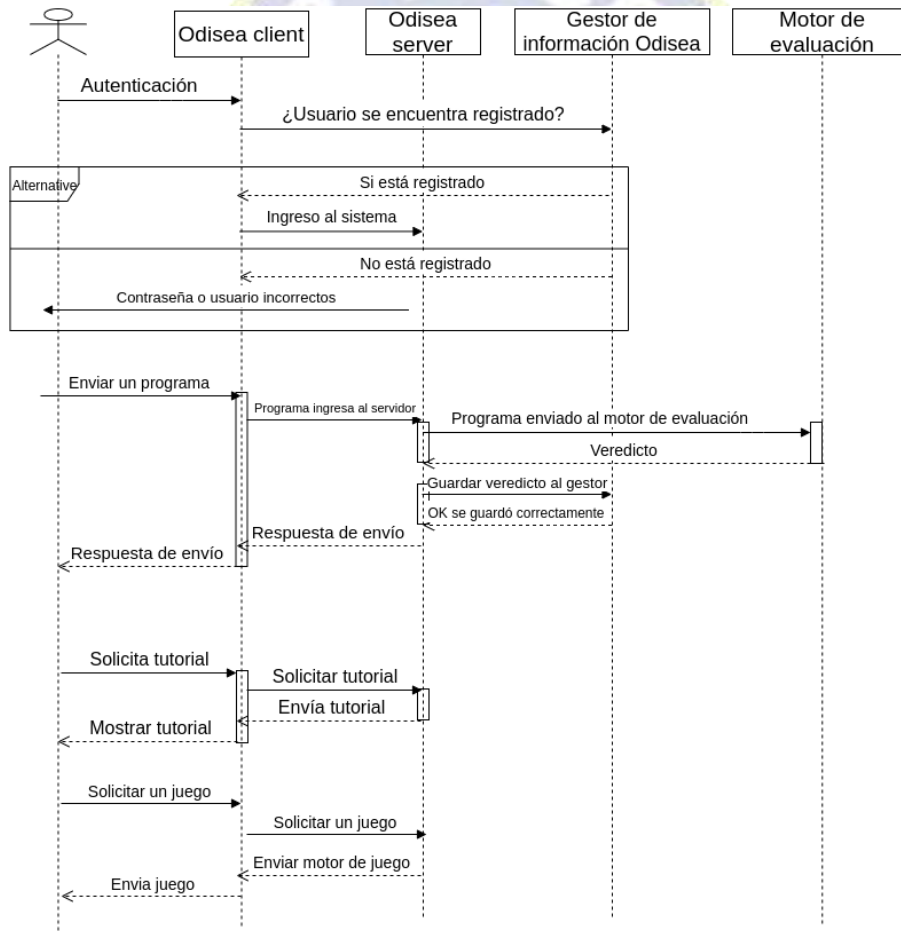 Odisea client
Odisea
server
Gestor de
información Odisea
Motor de
evaluación
Autenticación
¿Usuario se encuentra registrado?
Alternative
Si está registrado
Ingreso al sistema
No está registrado
Contraseña o usuario incorrectos
Enviar un programa
Programa ingresa al servidor
Programa enviado al motor de evaluación
Veredicto
Guardar veredicto al gestor
OK se guardó correctamente
Respuesta de envío
Respuesta de envío
Solicita tutorial
Solicitar tutorial
Envía tutorial
Mostrar tutorial
Solicitar un juego
Solicitar un juego
Enviar motor de juego
Envia juego